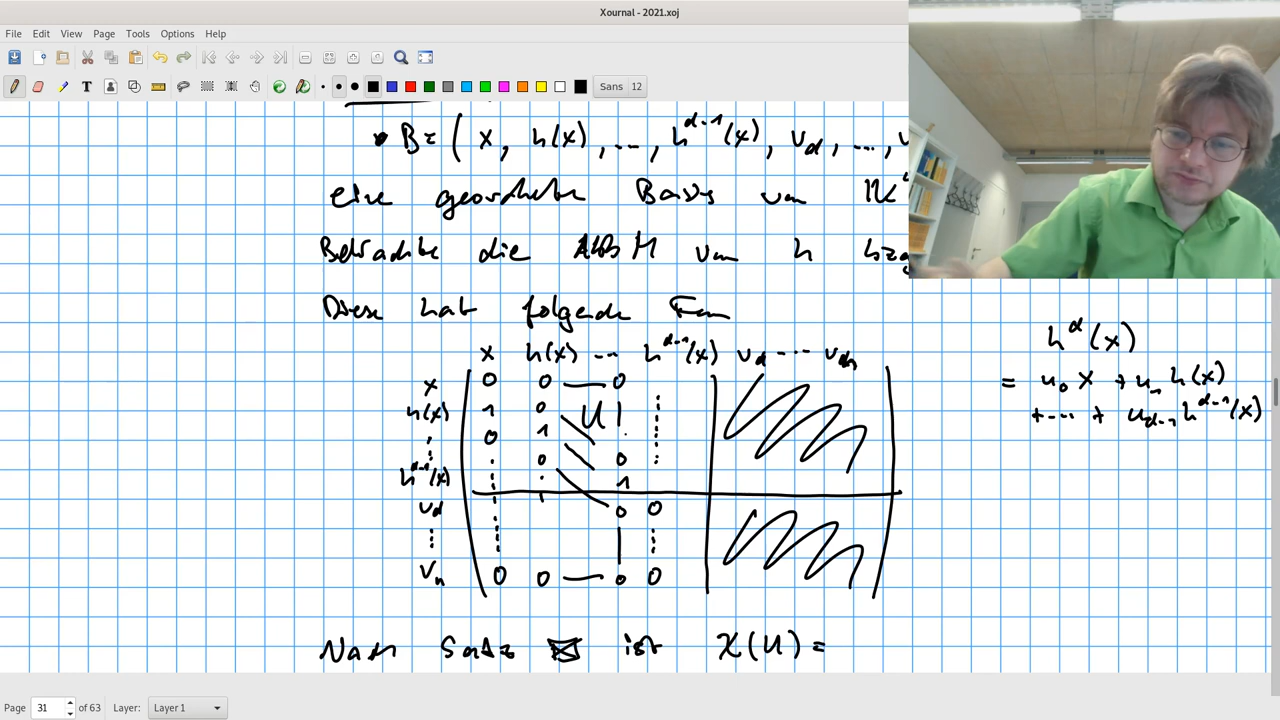 Xournal - 2021.xoj
File Edit View Page Tools Options Help
Sans 12
• B = ( x, h(x), ..., h^{d-1}(x), v_d, ..., v
eine geordnete Basis von K
Betrachte die ABB M von h bzg
Diese hat folgende Form
x h(x) ... h^{d-1}(x) v_d ... v_{dn}
x 0 0 — 0
h(x) 1 0 U
⋮ 0 1
0 0
h^{d-1}(x) 1
v_d 0 0
⋮
v_n 0 0 — 0 0
h^d(x)
= u_0 x + u_1 h(x)
+ ... + u_{d-1} h^{d-1}(x)
Nach Satz ist χ(U) =
Page 31 of 63 Layer: Layer 1